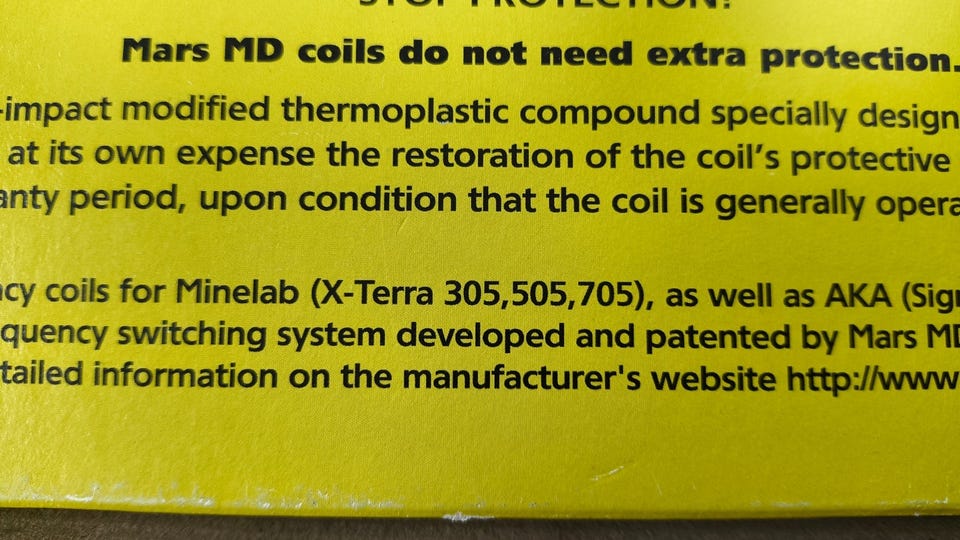 STOP PROTECTION!
Mars MD coils do not need extra protection.
-impact modified thermoplastic compound specially design
at its own expense the restoration of the coil's protective
anty period, upon condition that the coil is generally opera
cy coils for Minelab (X-Terra 305,505,705), as well as AKA (Sig
quency switching system developed and patented by Mars MD
tailed information on the manufacturer's website http://www